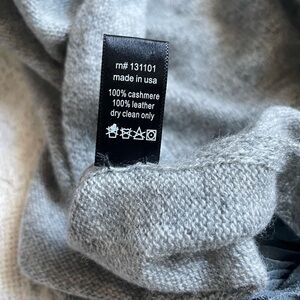 rn# 131101
made in usa
100% cashmere
100% leather
dry clean only